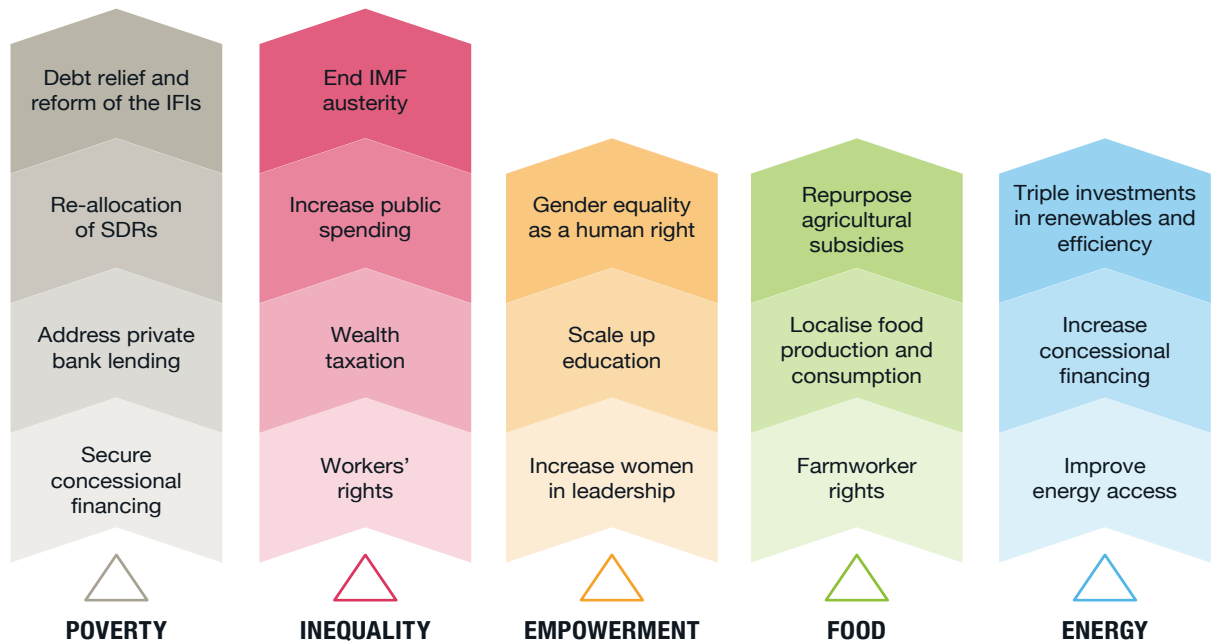 Debt relief and
reform of the IFIs
Re-allocation
of SDRs
Address private
bank lending
Secure
concessional
financing
POVERTY
End IMF
austerity
Increase public
spending
Wealth
taxation
Workers’
rights
INEQUALITY
Gender equality
as a human right
Scale up
education
Increase women
in leadership
EMPOWERMENT
Repurpose
agricultural
subsidies
Localise food
production and
consumption
Farmworker
rights
FOOD
Triple investments
in renewables and
efficiency
Increase
concessional
financing
Improve
energy access
ENERGY